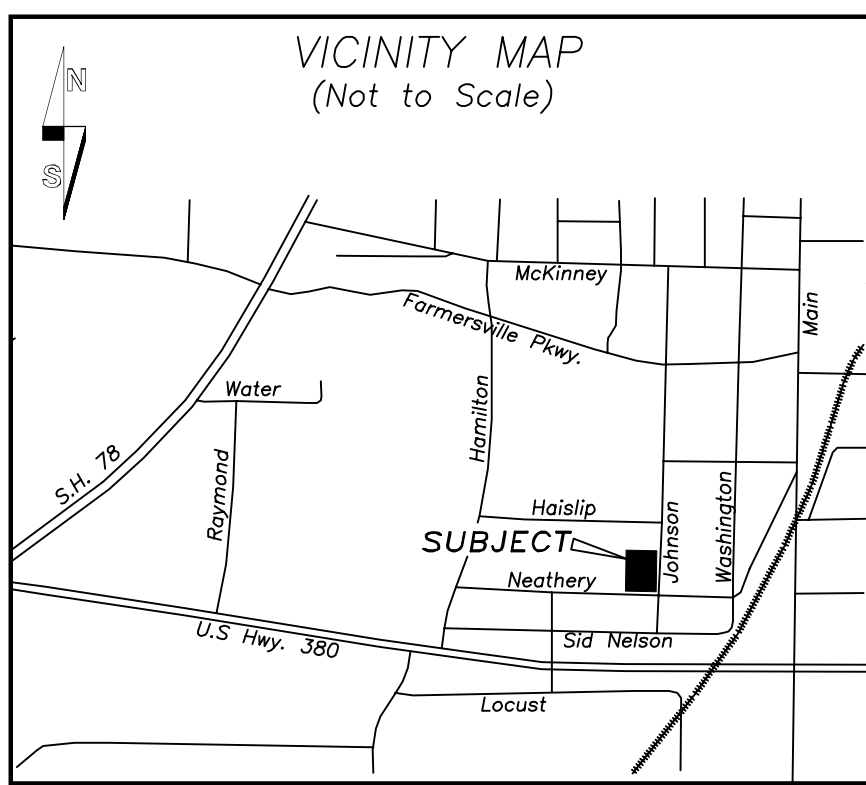 VICINITY MAP
(Not to Scale)
N
S
McKinney
Main
Farmersville Pkwy.
Water
Hamilton
S.H. 78
Raymond
Haislip
Johnson
Washington
SUBJECT
Neathery
U.S Hwy. 380
Sid Nelson
Locust